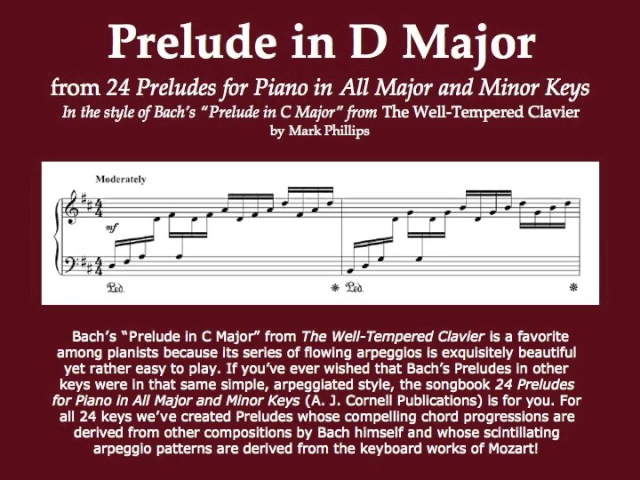 Prelude in D Major
from 24 Preludes for Piano in All Major and Minor Keys
In the style of Bach's "Prelude in C Major" from The Well-Tempered Clavier
by Mark Phillips
Moderately
mf
Ped. Ped.
Bach's "Prelude in C Major" from The Well-Tempered Clavier is a favorite
among pianists because its series of flowing arpeggios is exquisitely beautiful
yet rather easy to play. If you've ever wished that Bach's Preludes in other
keys were in that same simple, arpeggiated style, the songbook 24 Preludes
for Piano in All Major and Minor Keys (A. J. Cornell Publications) is for you. For
all 24 keys we've created Preludes whose compelling chord progressions are
derived from other compositions by Bach himself and whose scintillating
arpeggio patterns are derived from the keyboard works of Mozart!